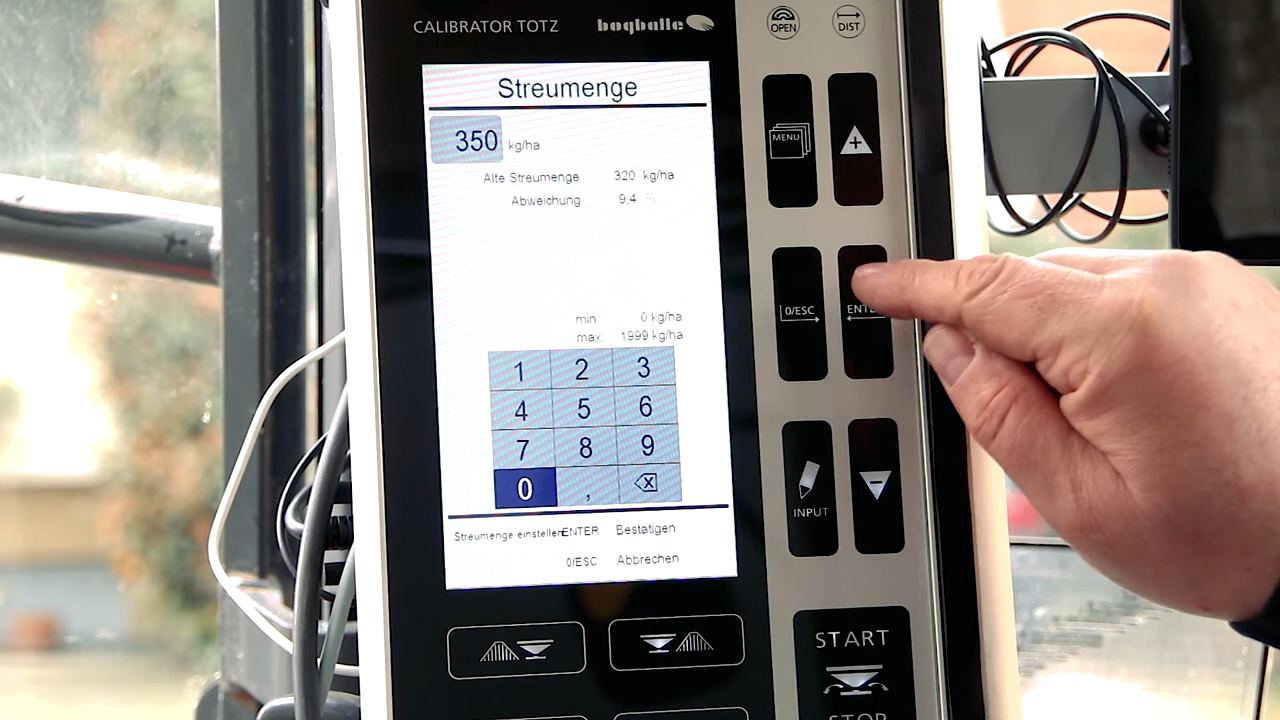 CALIBRATOR TOTZ bogballe
OPEN DIST
Streumenge
350 kg/ha
Alte Streumenge 320 kg/ha
Abweichung 9.4 %
min 0 kg/ha
max: 1999 kg/ha
1 2 3
4 5 6
7 8 9
0 ,
Streumenge einstellen ENTER Bestätigen
0/ESC Abbrechen
MENU +
0/ESC
INPUT −
START
STOP